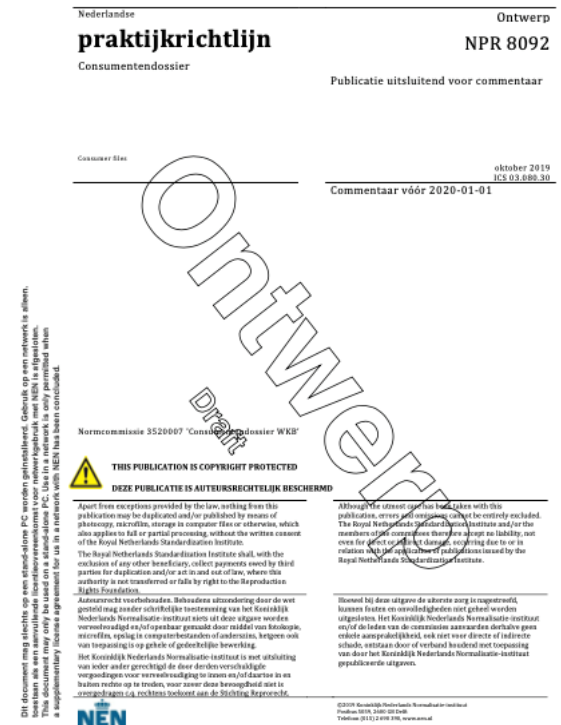 Nederlandse
praktijkrichtlijn
Consumentendossier
Ontwerp
NPR 8092
Publicatie uitsluitend voor commentaar
Consumer files
oktober 2019
ICS 03.080.30
Commentaar vóór 2020-01-01
Ontwerp
Draft
Normcommissie 3520007 'Consumentendossier WKB'
THIS PUBLICATION IS COPYRIGHT PROTECTED
DEZE PUBLICATIE IS AUTEURSRECHTELIJK BESCHERMD
Apart from exceptions provided by the law, nothing from this
publication may be duplicated and/or published by means of
photocopy, microfilm, storage in computer files or otherwise, which
also applies to full or partial processing, without the written consent
of the Royal Netherlands Standardization Institute.
The Royal Netherlands Standardization Institute shall, with the
exclusion of any other beneficiary, collect payments owed by third
parties for duplication and/or act in and out of law, where this
authority is not transferred or falls by right to the Reproduction
Rights Foundation.
Auteursrecht voorbehouden. Behoudens uitzondering door de wet
gesteld mag zonder schriftelijke toestemming van het Koninklijk
Nederlands Normalisatie-instituut niets uit deze uitgave worden
verveelvoudigd en/of openbaar gemaakt door middel van fotokopie,
microfilm, opslag in computerbestanden of anderszins, hetgeen ook
van toepassing is op gehele of gedeeltelijke bewerking.
Het Koninklijk Nederlands Normalisatie-instituut is met uitsluiting
van ieder ander gerechtigd de door derden verschuldigde
vergoedingen voor verveelvoudiging te innen en/of daartoe in en
buiten rechte op te treden, voor zover deze bevoegdheid niet is
overgedragen c.q. rechtens toekomt aan de Stichting Reprorecht.
Although the utmost care has been taken with this
publication, errors and omissions cannot be entirely excluded.
The Royal Netherlands Standardization Institute and/or the
members of the committees therefore accept no liability, not
even for direct or indirect damage, occurring due to or in
relation with the application of publications issued by the
Royal Netherlands Standardization Institute.
Hoewel bij deze uitgave de uiterste zorg is nagestreefd,
kunnen fouten en onvolledigheden niet geheel worden
uitgesloten. Het Koninklijk Nederlands Normalisatie-instituut
en/of de leden van de commissies aanvaarden derhalve geen
enkele aansprakelijkheid, ook niet voor directe of indirecte
schade, ontstaan door of verband houdend met toepassing
van door het Koninklijk Nederlands Normalisatie-instituut
gepubliceerde uitgaven.
NEN
©2019 Koninklijk Nederlands Normalisatie-instituut
Postbus 5059, 2600 GB Delft
Telefoon (015) 2 690 390, www.nen.nl
Dit document mag slechts op een stand-alone PC worden geinstalleerd. Gebruik op een netwerk is alleen.
toestaan als een aanvullende licentieovereenkomst voor netwerkgebruik met NEN is afgesloten.
This document may only be used on a stand-alone PC. Use in a network is only permitted when
a supplementary license agreement for us in a network with NEN has been concluded.